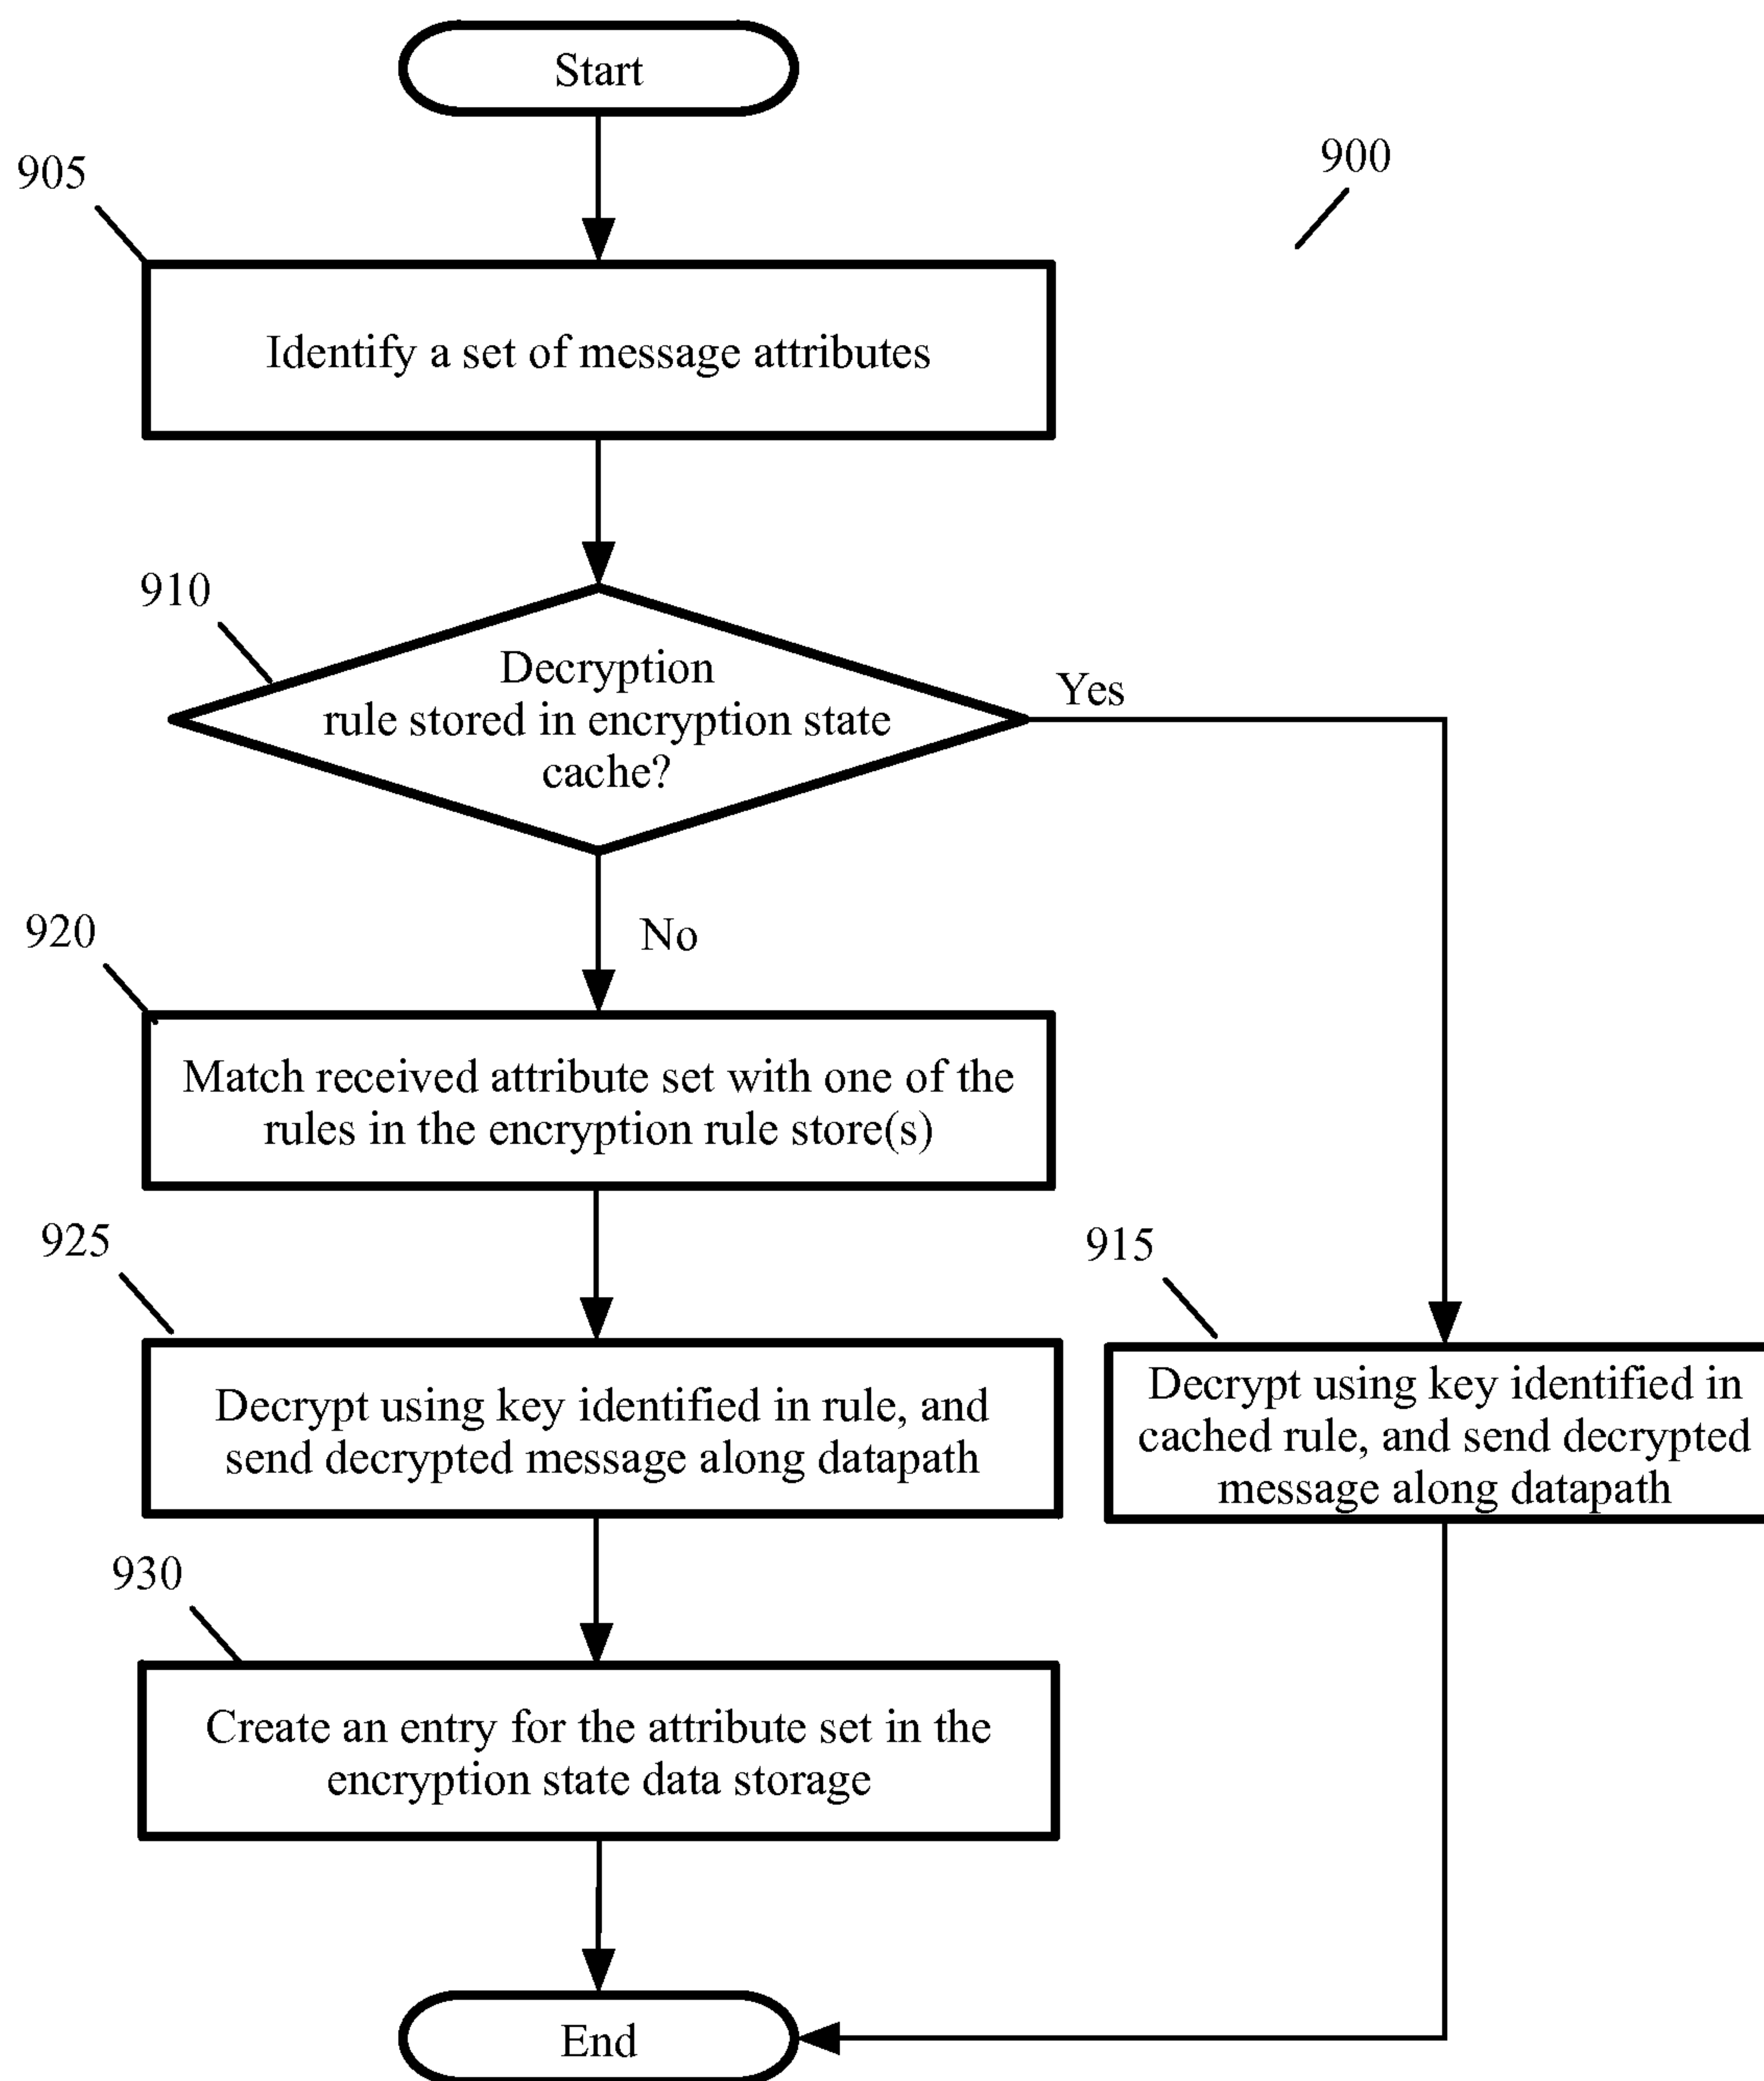 Start
905
900
Identify a set of message attributes
910
Decryption
rule stored in encryption state
cache?
Yes
No
920
Match received attribute set with one of the
rules in the encryption rule store(s)
925
Decrypt using key identified in rule, and
send decrypted message along datapath
915
Decrypt using key identified in
cached rule, and send decrypted
message along datapath
930
Create an entry for the attribute set in the
encryption state data storage
End